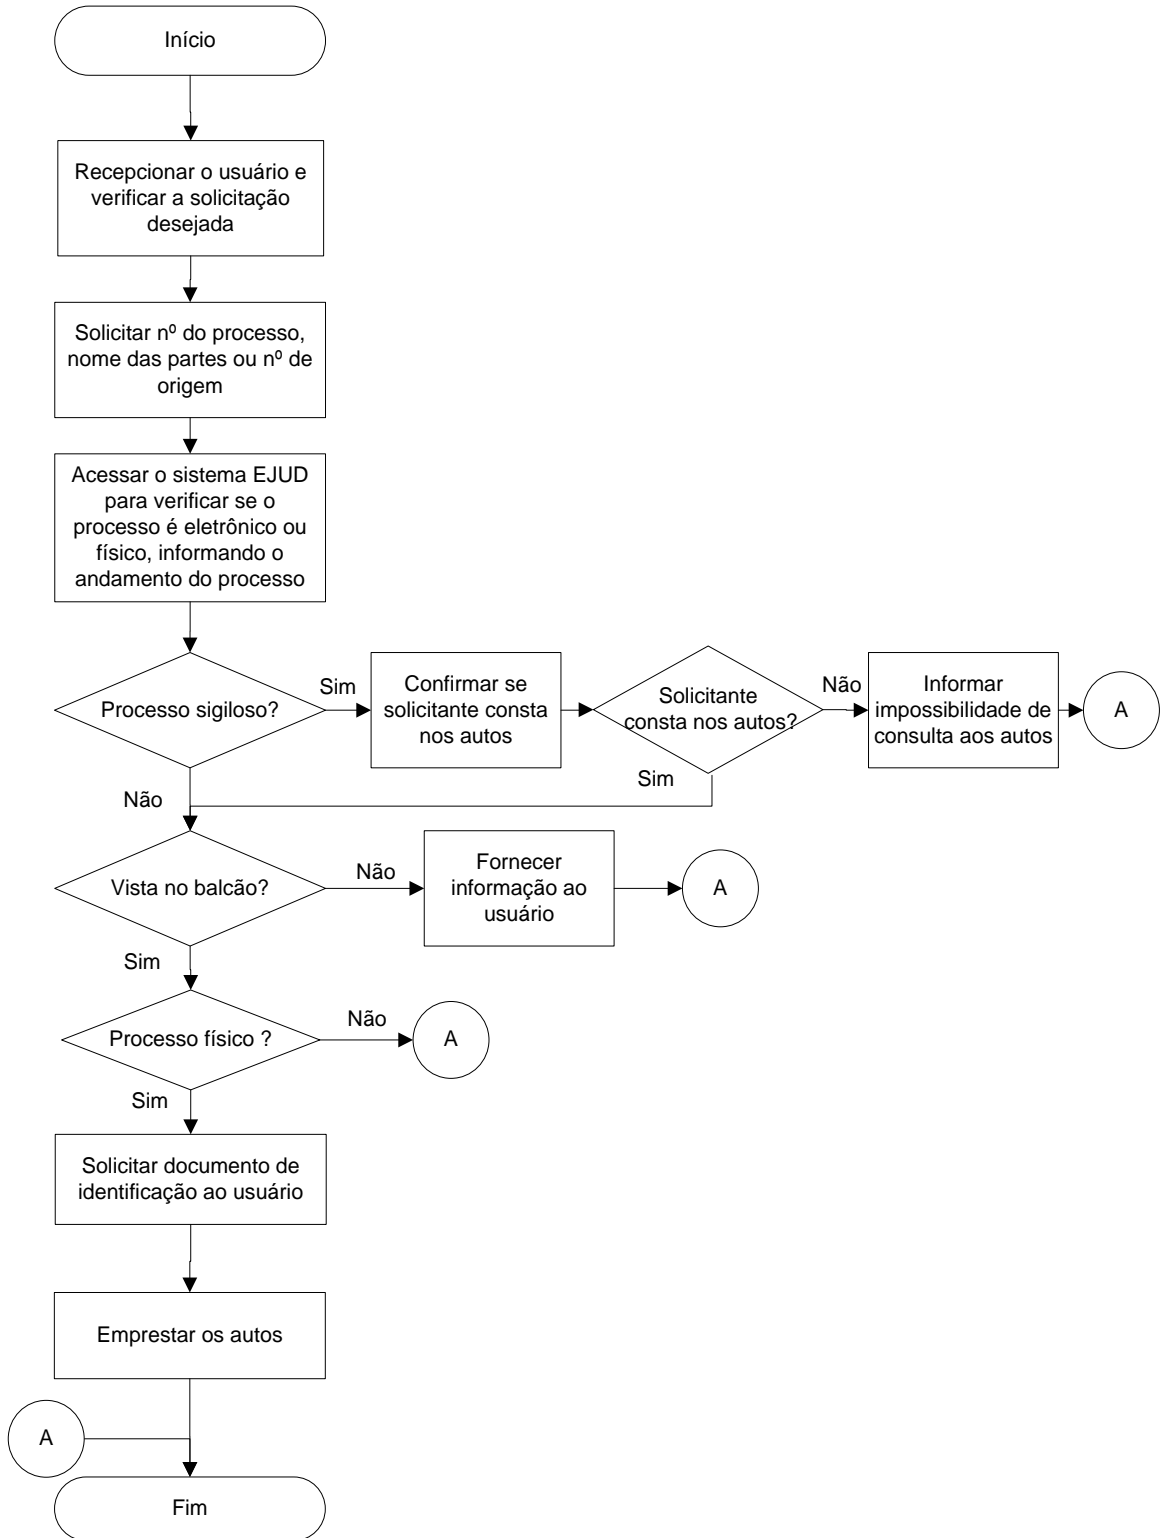 Início
Recepcionar o usuário e
verificar a solicitação
desejada
Solicitar nº do processo,
nome das partes ou nº de
origem
Acessar o sistema EJUD
para verificar se o
processo é eletrônico ou
físico, informando o
andamento do processo
Processo sigiloso?
Sim
Confirmar se
solicitante consta
nos autos
Solicitante
consta nos autos?
Não
Informar
impossibilidade de
consulta aos autos
A
Sim
Não
Vista no balcão?
Não
Fornecer
informação ao
usuário
A
Sim
Processo físico ?
Não
A
Sim
Solicitar documento de
identificação ao usuário
Emprestar os autos
A
Fim